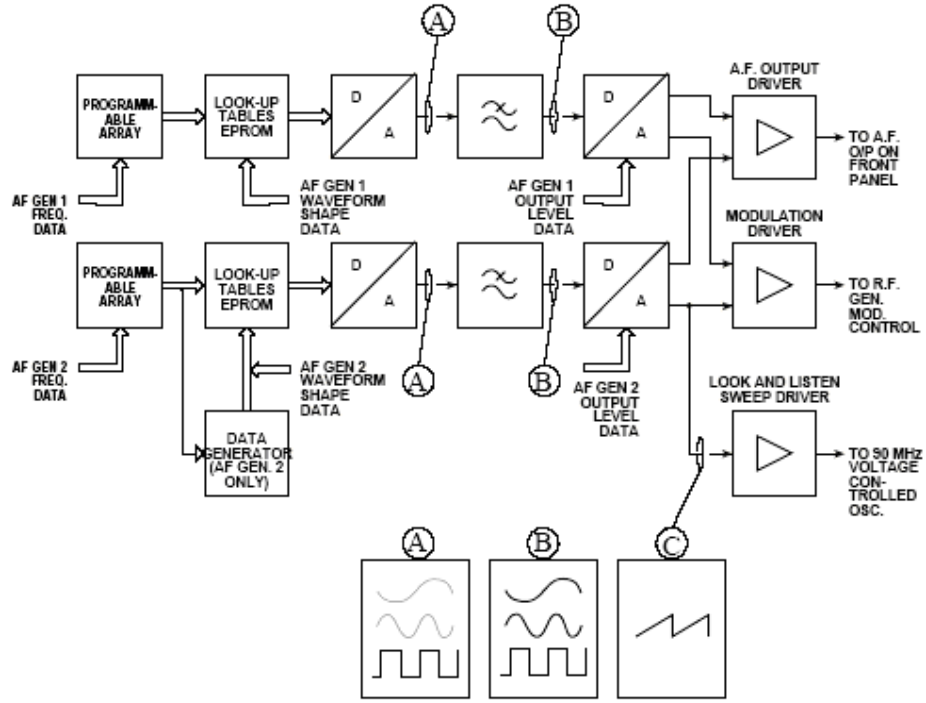 A
B
A.F. OUTPUT
DRIVER
PROGRAMM-
ABLE
ARRAY
LOOK-UP
TABLES
EPROM
D
A
D
A
TO A.F.
O/P ON
FRONT
PANEL
AF GEN 1
FREQ.
DATA
AF GEN 1
WAVEFORM
SHAPE
DATA
AF GEN 1
OUTPUT
LEVEL
DATA
MODULATION
DRIVER
PROGRAMM-
ABLE
ARRAY
LOOK-UP
TABLES
EPROM
D
A
D
A
TO R.F.
GEN.
MOD.
CONTROL
AF GEN 2
FREQ.
DATA
AF GEN 2
WAVEFORM
SHAPE
DATA
A
B
AF GEN 2
OUTPUT
LEVEL
DATA
LOOK AND LISTEN
SWEEP DRIVER
DATA
GENERATOR
(AF GEN. 2
ONLY)
TO 90 MHz
VOLTAGE
CON-
TROLLED
OSC.
A
B
C